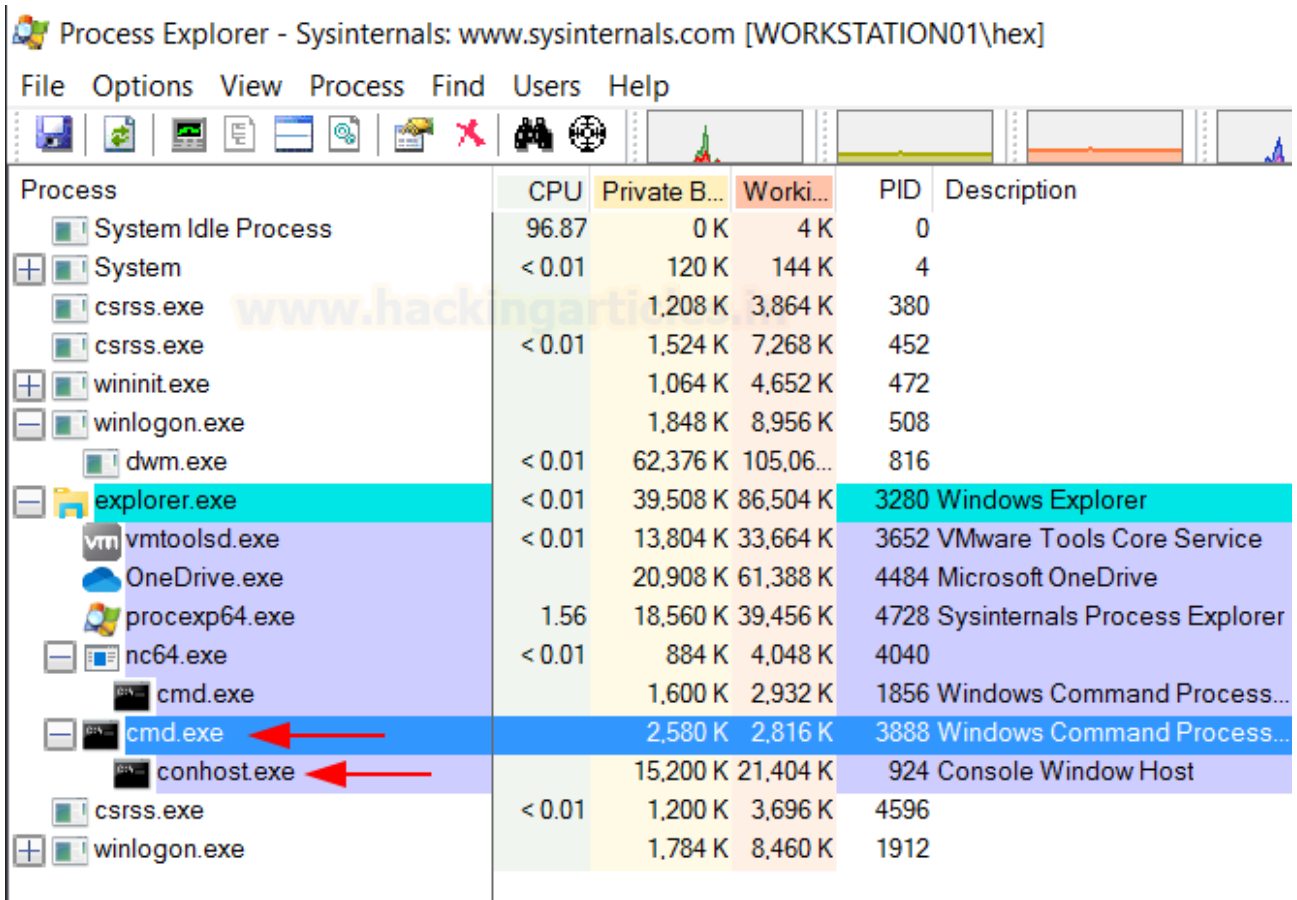 Process Explorer - Sysinternals: www.sysinternals.com [WORKSTATION01\hex]
File Options View Process Find Users Help
Process CPU Private B... Worki... PID Description
System Idle Process 96.87 0 K 4 K 0
System < 0.01 120 K 144 K 4
csrss.exe 1,208 K 3,864 K 380
www.hackingarticles.in
csrss.exe < 0.01 1,524 K 7,268 K 452
wininit.exe 1,064 K 4,652 K 472
winlogon.exe 1,848 K 8,956 K 508
dwm.exe < 0.01 62,376 K 105,06... 816
explorer.exe < 0.01 39,508 K 86,504 K 3280 Windows Explorer
vm vmtoolsd.exe < 0.01 13,804 K 33,664 K 3652 VMware Tools Core Service
OneDrive.exe 20,908 K 61,388 K 4484 Microsoft OneDrive
procexp64.exe 1.56 18,560 K 39,456 K 4728 Sysinternals Process Explorer
nc64.exe < 0.01 884 K 4,048 K 4040
cmd.exe 1,600 K 2,932 K 1856 Windows Command Process...
cmd.exe 2,580 K 2,816 K 3888 Windows Command Process...
conhost.exe 15,200 K 21,404 K 924 Console Window Host
csrss.exe < 0.01 1,200 K 3,696 K 4596
winlogon.exe 1,784 K 8,460 K 1912